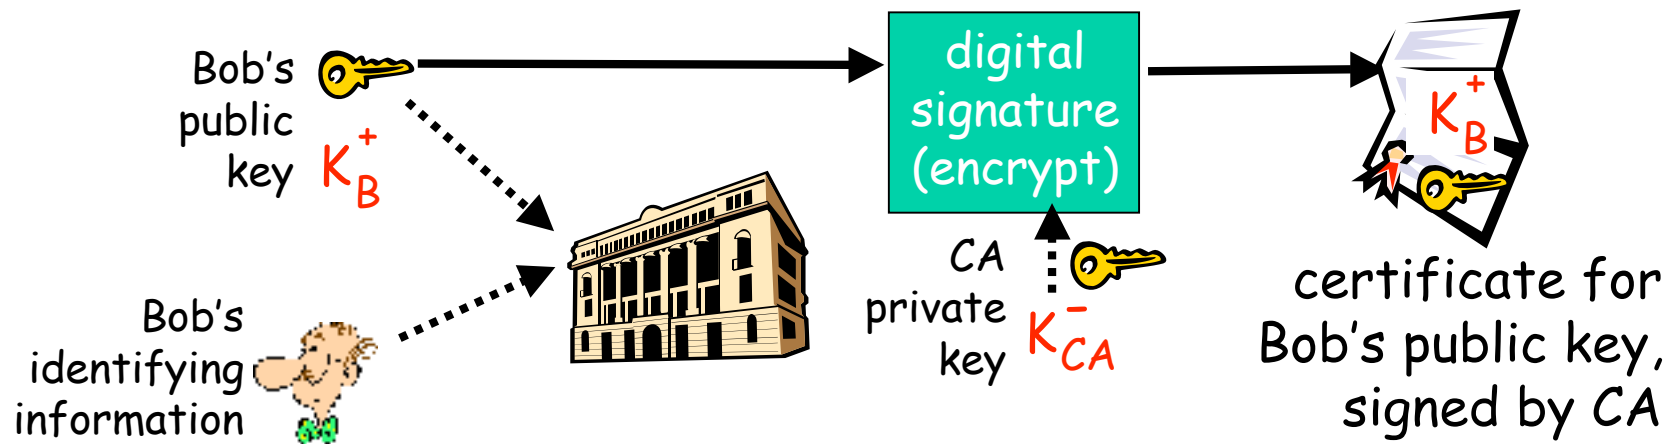 Bob's
public
key
K
+
B
digital
signature
(encrypt)
K
+
B
Bob's
identifying
information
CA
private
key
K
-
CA
certificate for
Bob's public key,
signed by CA